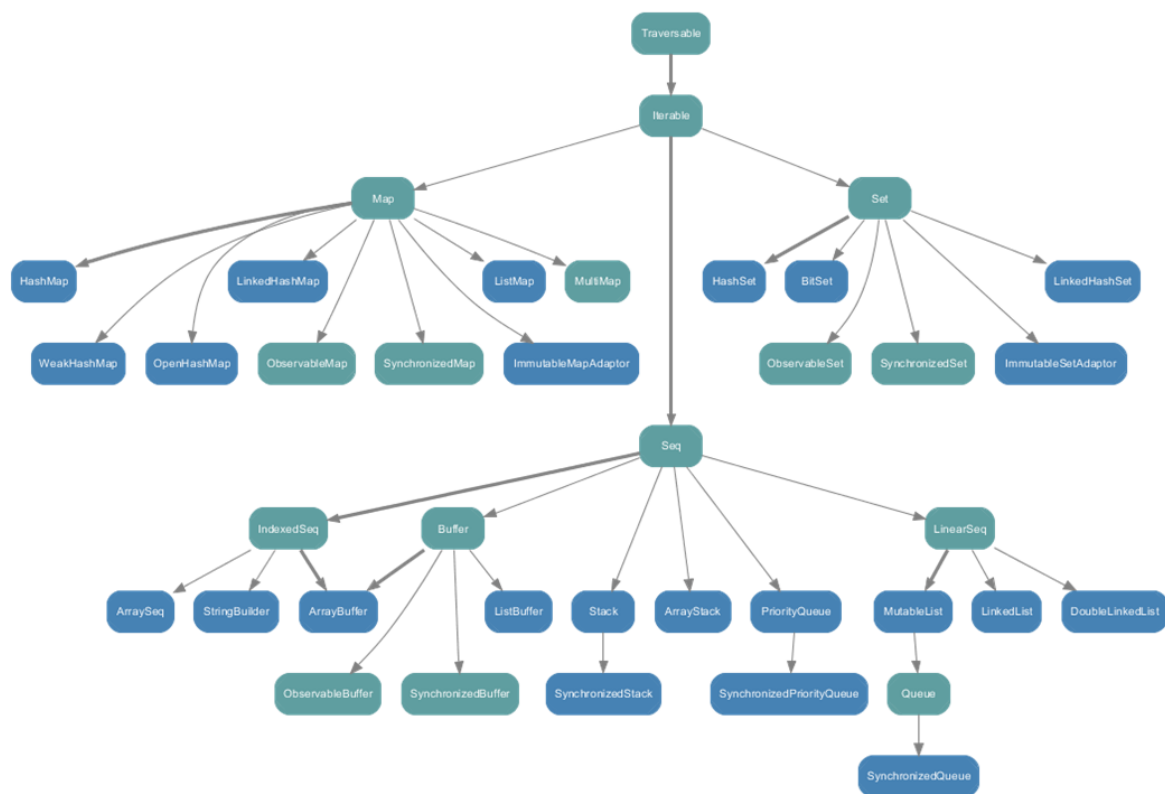 Traversable
Iterable
Map
Set
HashMap
LinkedHashMap
ListMap
MultiMap
HashSet
BitSet
LinkedHashSet
WeakHashMap
OpenHashMap
ObservableMap
SynchronizedMap
ImmutableMapAdaptor
ObservableSet
SynchronizedSet
ImmutableSetAdaptor
Seq
IndexedSeq
Buffer
LinearSeq
ArraySeq
StringBuilder
ArrayBuffer
ListBuffer
Stack
ArrayStack
PriorityQueue
MutableList
LinkedList
DoubleLinkedList
ObservableBuffer
SynchronizedBuffer
SynchronizedStack
SynchronizedPriorityQueue
Queue
SynchronizedQueue